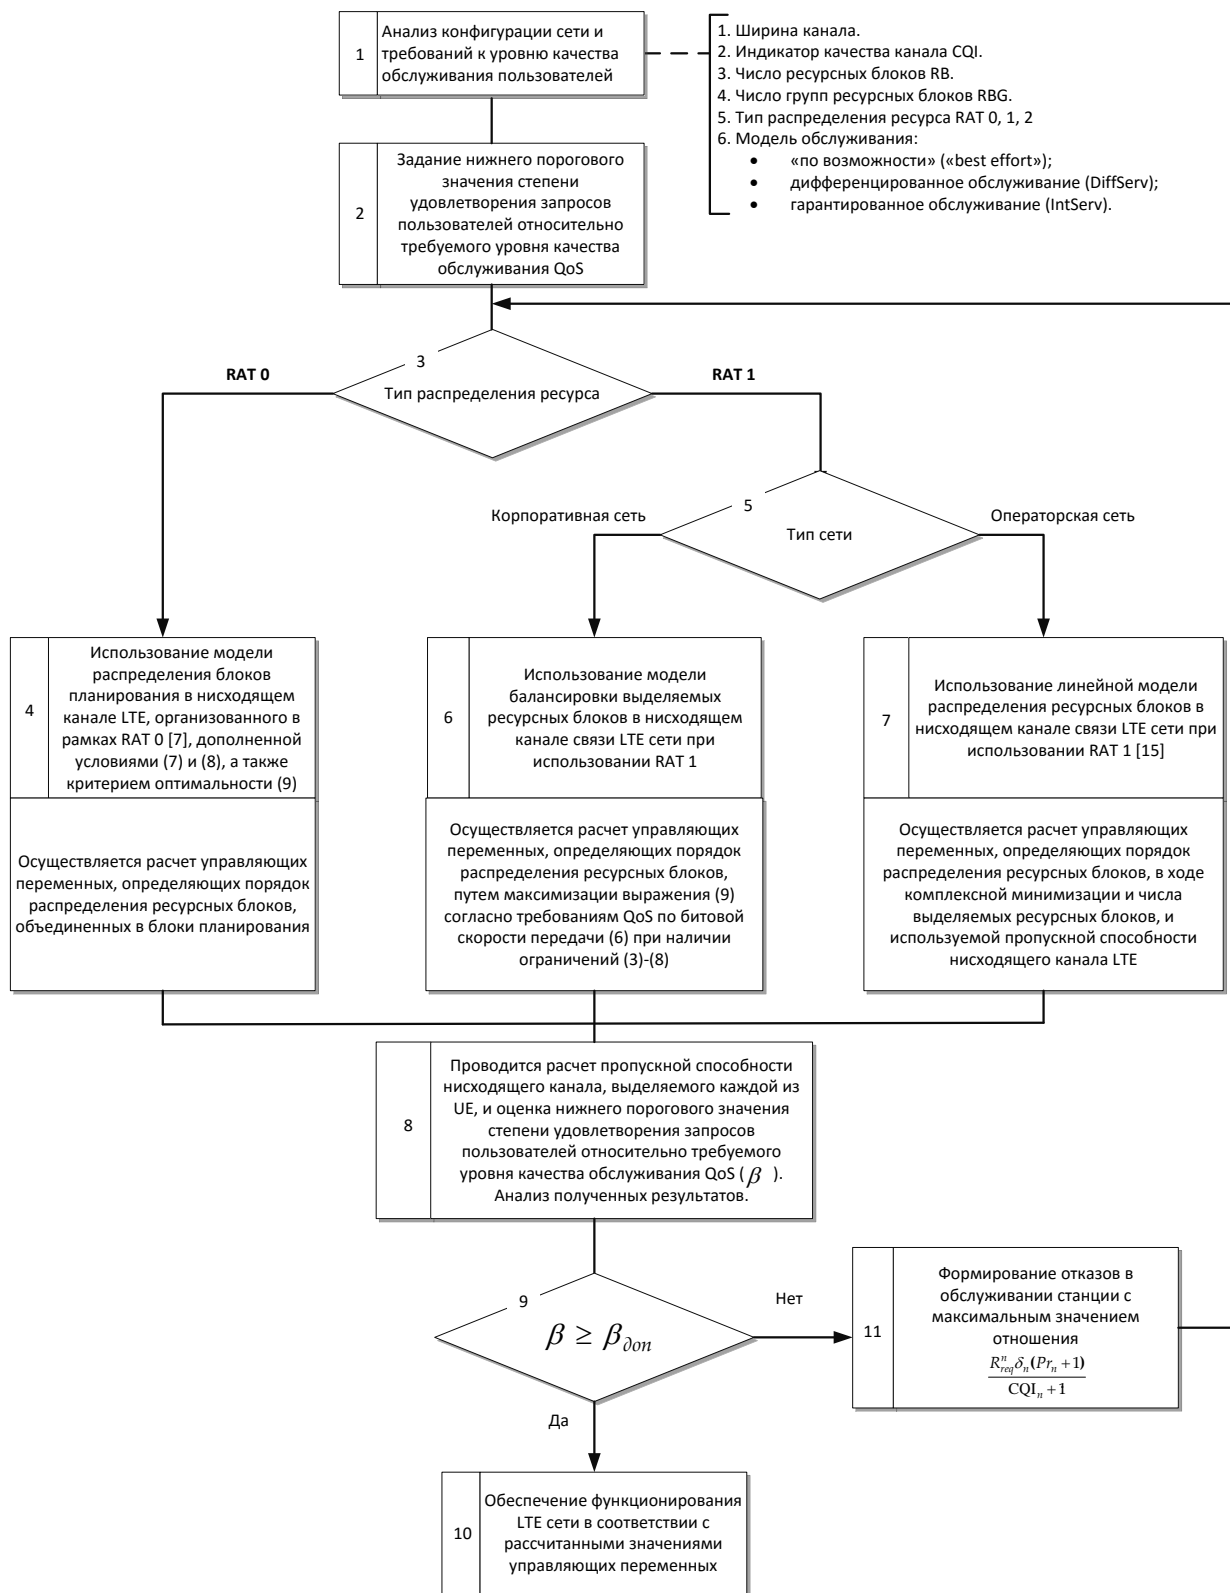 1
Анализ конфигурации сети и
требований к уровню качества
обслуживания пользователей
1. Ширина канала.
2. Индикатор качества канала CQI.
3. Число ресурсных блоков RB.
4. Число групп ресурсных блоков RBG.
5. Тип распределения ресурса RAT 0, 1, 2
6. Модель обслуживания:
• «по возможности» («best effort»);
• дифференцированное обслуживание (DiffServ);
• гарантированное обслуживание (IntServ).
2
Задание нижнего порогового
значения степени
удовлетворения запросов
пользователей относительно
требуемого уровня качества
обслуживания QoS
3
Тип распределения ресурса
RAT 0
RAT 1
5
Тип сети
Корпоративная сеть
Операторская сеть
4
Использование модели
распределения блоков
планирования в нисходящем
канале LTE, организованного в
рамках RAT 0 [7], дополненной
условиями (7) и (8), а также
критерием оптимальности (9)
Осуществляется расчет управляющих
переменных, определяющих порядок
распределения ресурсных блоков,
объединенных в блоки планирования
6
Использование модели
балансировки выделяемых
ресурсных блоков в нисходящем
канале связи LTE сети при
использовании RAT 1
Осуществляется расчет управляющих
переменных, определяющих порядок
распределения ресурсных блоков,
путем максимизации выражения (9)
согласно требованиям QoS по битовой
скорости передачи (6) при наличии
ограничений (3)-(8)
7
Использование линейной модели
распределения ресурсных блоков в
нисходящем канале связи LTE сети при
использовании RAT 1 [15]
Осуществляется расчет управляющих
переменных, определяющих порядок
распределения ресурсных блоков, в ходе
комплексной минимизации и числа
выделяемых ресурсных блоков, и
используемой пропускной способности
нисходящего канала LTE
8
Проводится расчет пропускной способности
нисходящего канала, выделяемого каждой из
UE, и оценка нижнего порогового значения
степени удовлетворения запросов
пользователей относительно требуемого
уровня качества обслуживания QoS ( β ).
Анализ полученных результатов.
9
β ≥ β_доп
Нет
Да
11
Формирование отказов в
обслуживании станции с
максимальным значением
отношения
R^n_req δ_n (Pr_n + 1)
CQI_n + 1
10
Обеспечение функционирования
LTE сети в соответствии с
рассчитанными значениями
управляющих переменных